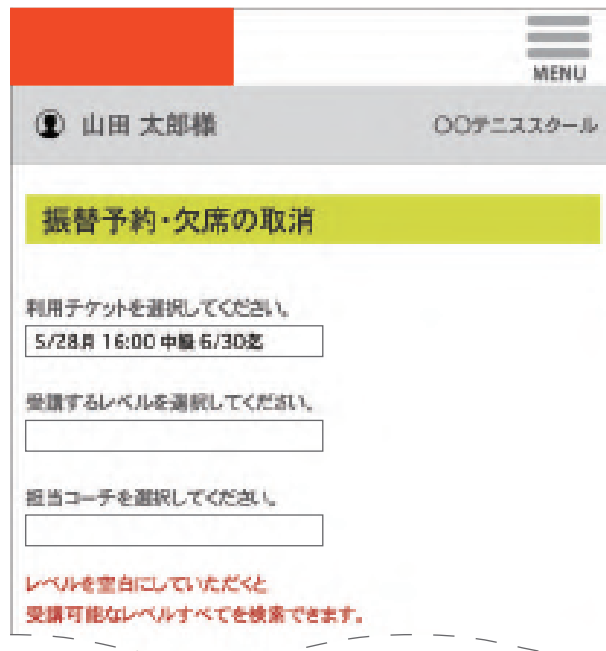 MENU
山田 太郎様
〇〇テニススクール
振替予約・欠席の取消
利用チケットを選択してください。
5/28月 16:00 中級 6/30迄
受講するレベルを選択してください。
担当コーチを選択してください。
レベルを空白にしていただくと
受講可能なレベルすべてを検索できます。